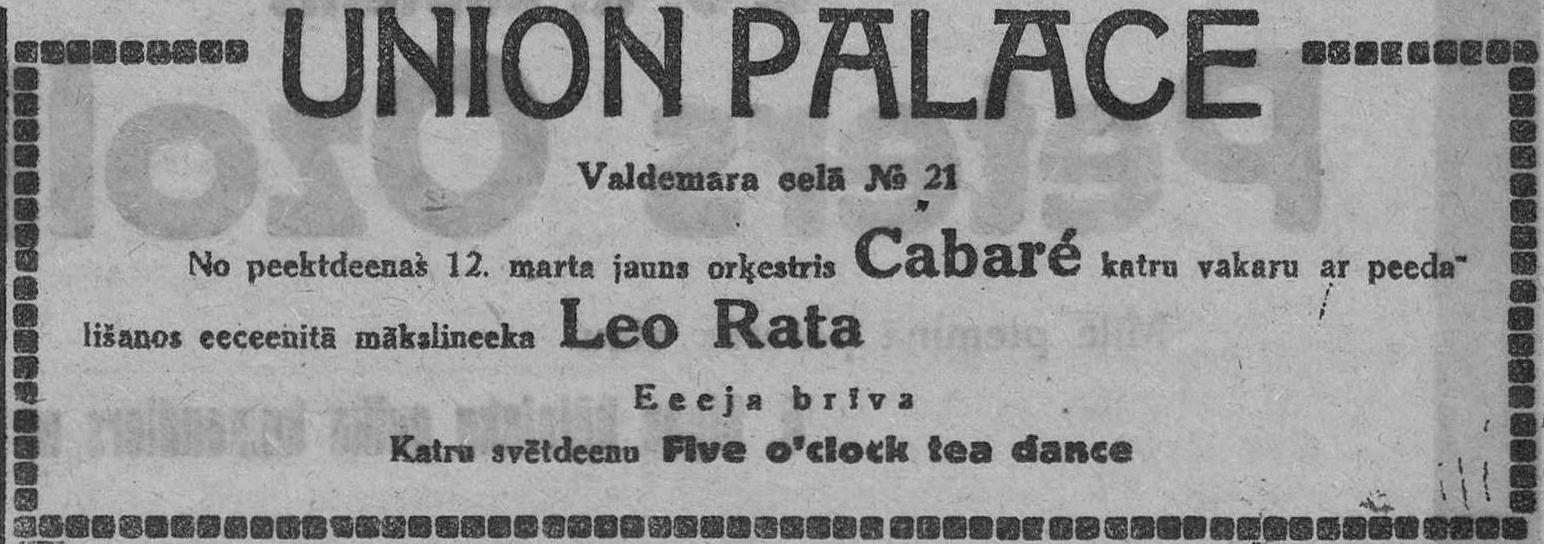 UNION PALACE
Valdemara eelā № 21
No peektdeenas 12. marta jauns orķestris Cabaré katru vakaru ar peeda-
lišanos eeceenitā mākslineeka Leo Rata
Eeeja brīva
Katru svētdeenu Five o'clock tea dance